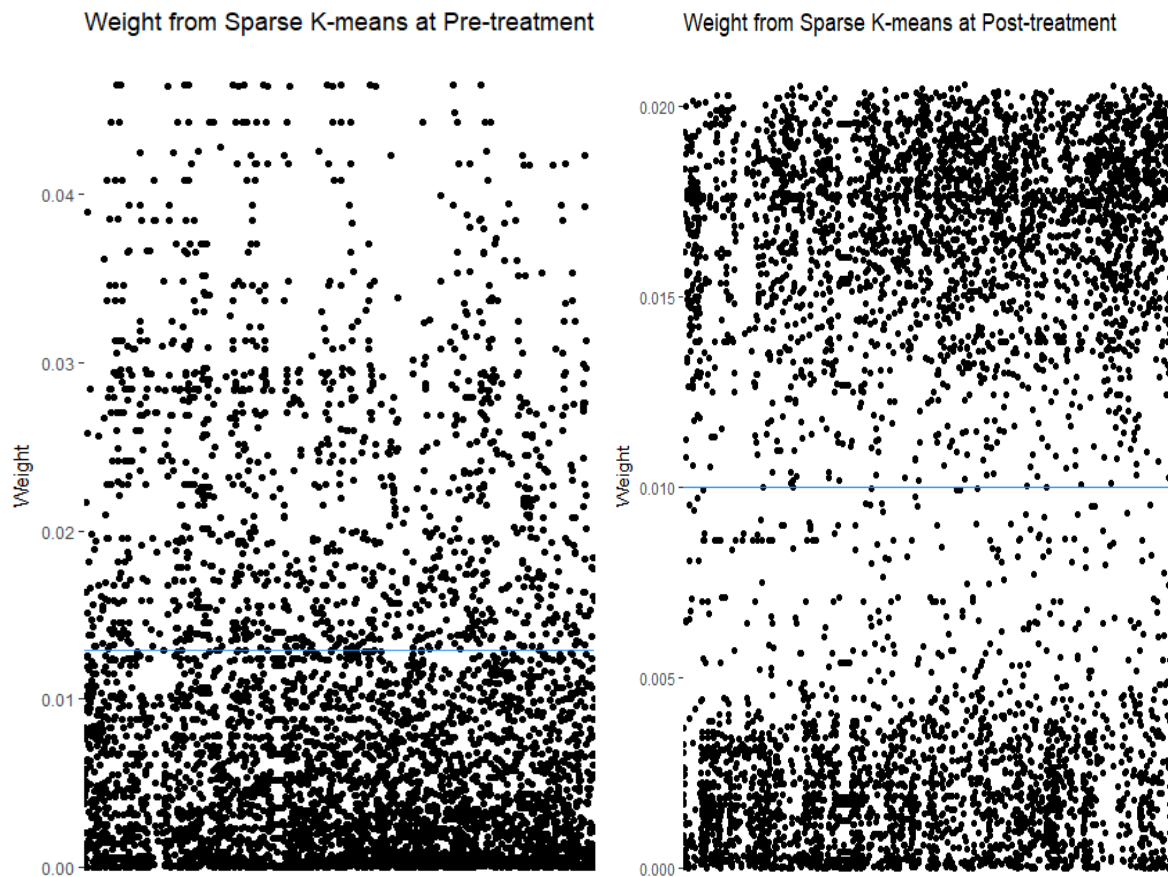 Weight from Sparse K-means at Pre-treatment
Weight
0.04
0.03
0.02
0.01
0.00
Weight from Sparse K-means at Post-treatment
Weight
0.020
0.015
0.010
0.005
0.000